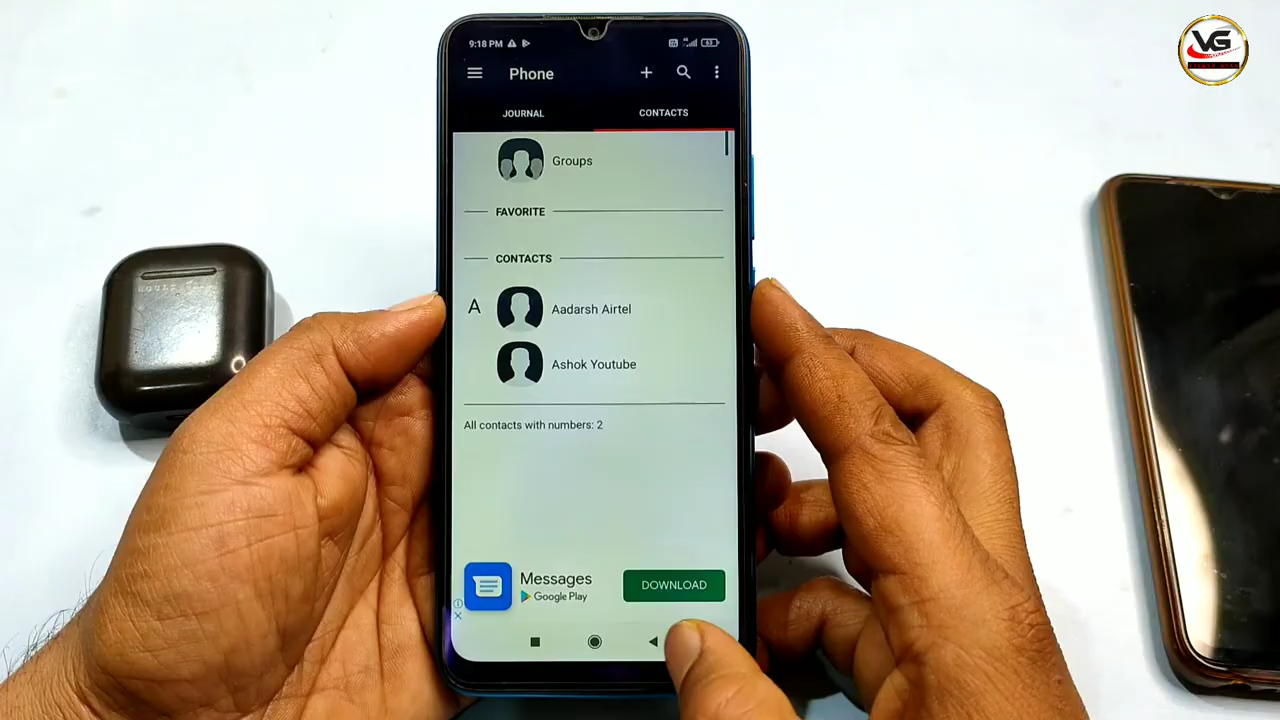 9:18 PM
63
VG
Phone
JOURNAL
CONTACTS
Groups
FAVORITE
CONTACTS
A
Aadarsh Airtel
Ashok Youtube
All contacts with numbers: 2
Messages
Google Play
DOWNLOAD